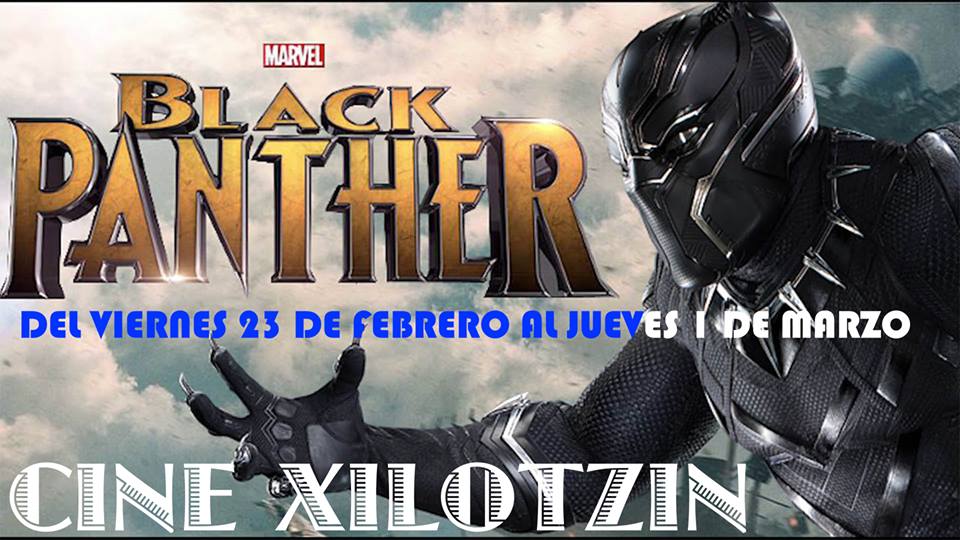 MARVEL
BLACK
PANTHER
DEL VIERNES 23 DE FEBRERO AL JUEVES 1 DE MARZO
CINE XILOTZIN